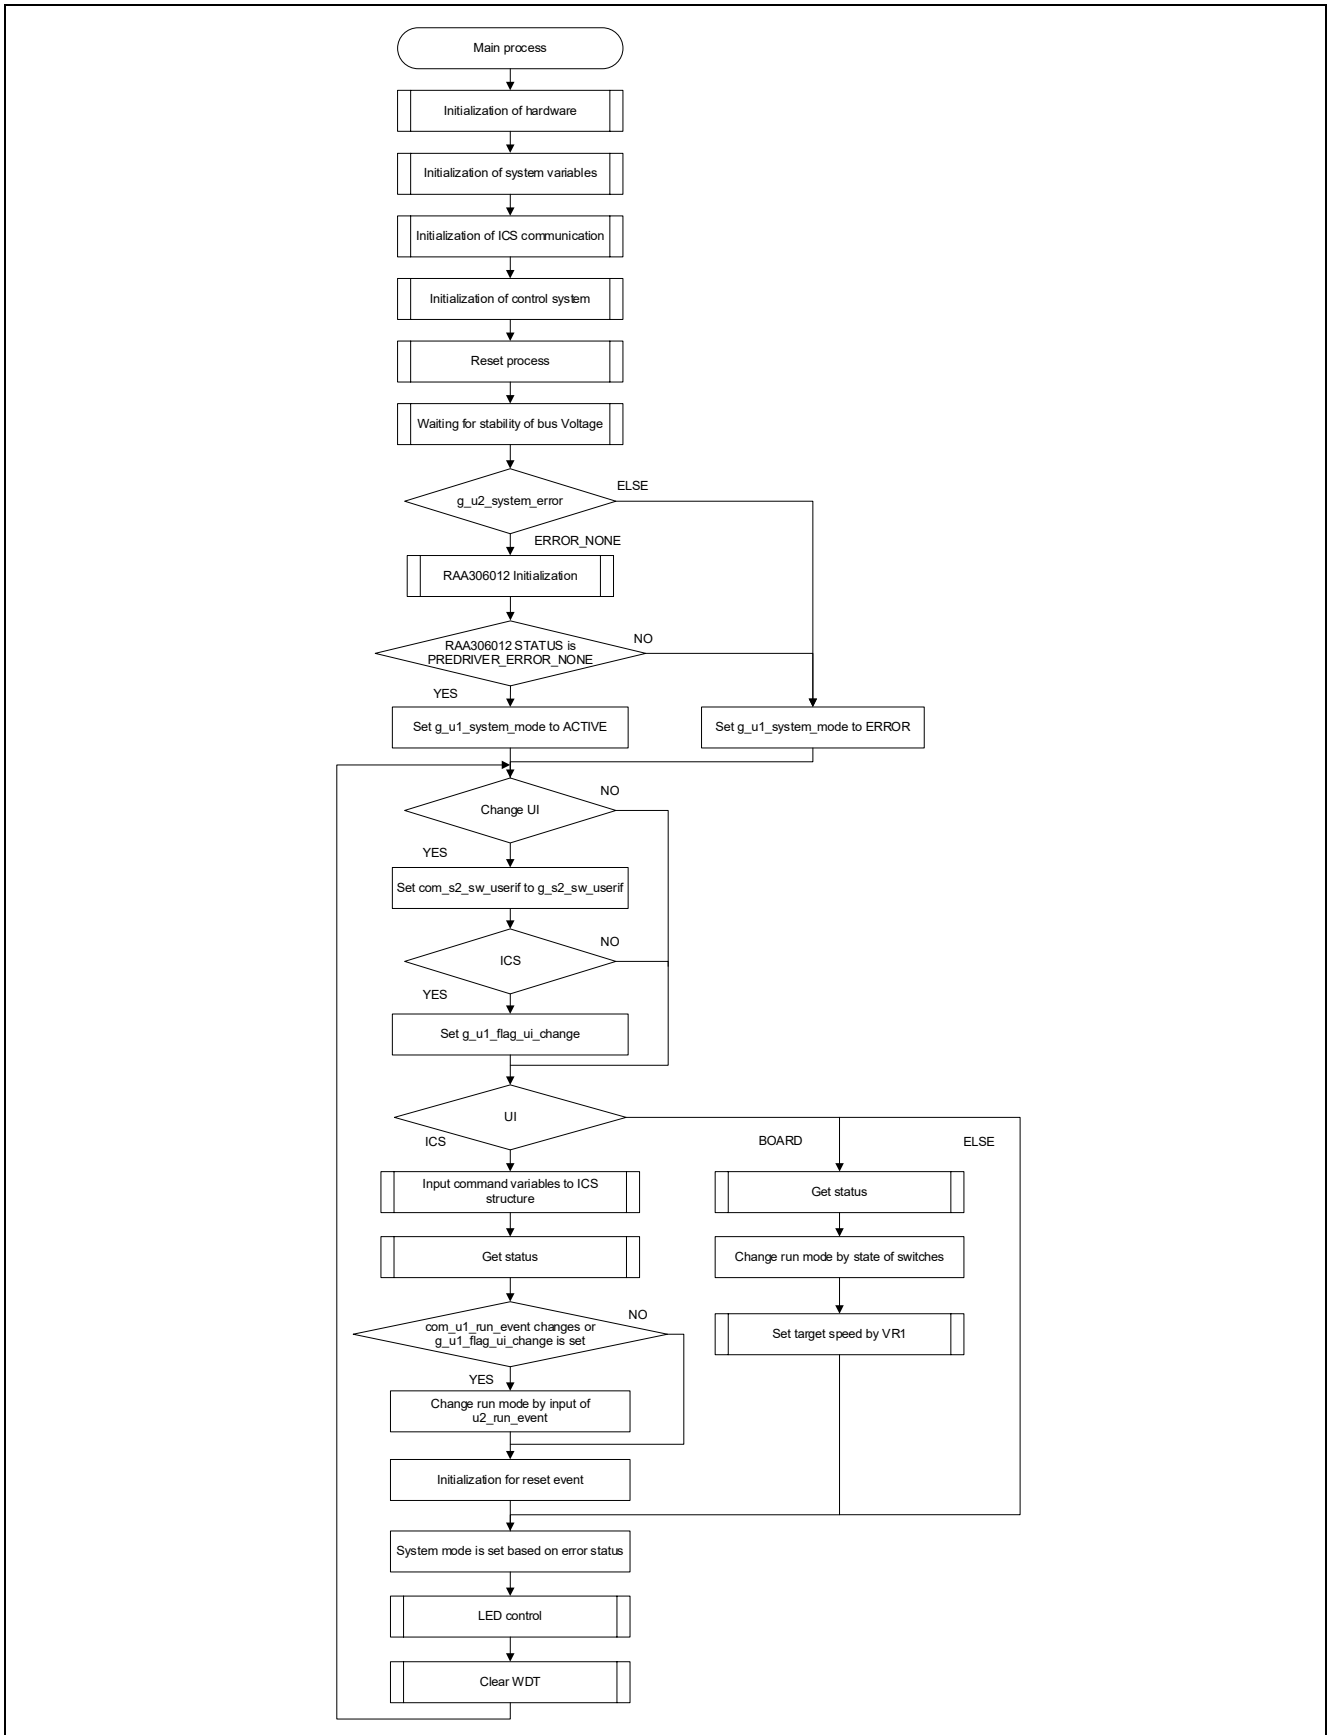 Main process
Initialization of hardware
Initialization of system variables
Initialization of ICS communication
Initialization of control system
Reset process
Waiting for stability of bus Voltage
g_u2_system_error
ELSE
ERROR_NONE
RAA306012 Initialization
RAA306012 STATUS is
PREDRIVER_ERROR_NONE
NO
YES
Set g_u1_system_mode to ACTIVE
Set g_u1_system_mode to ERROR
Change UI
NO
YES
Set com_s2_sw_userif to g_s2_sw_userif
ICS
NO
YES
Set g_u1_flag_ui_change
UI
ICS
BOARD
ELSE
Input command variables to ICS
structure
Get status
Get status
Change run mode by state of switches
com_u1_run_event changes or
g_u1_flag_ui_change is set
NO
Set target speed by VR1
YES
Change run mode by input of
u2_run_event
Initialization for reset event
System mode is set based on error status
LED control
Clear WDT